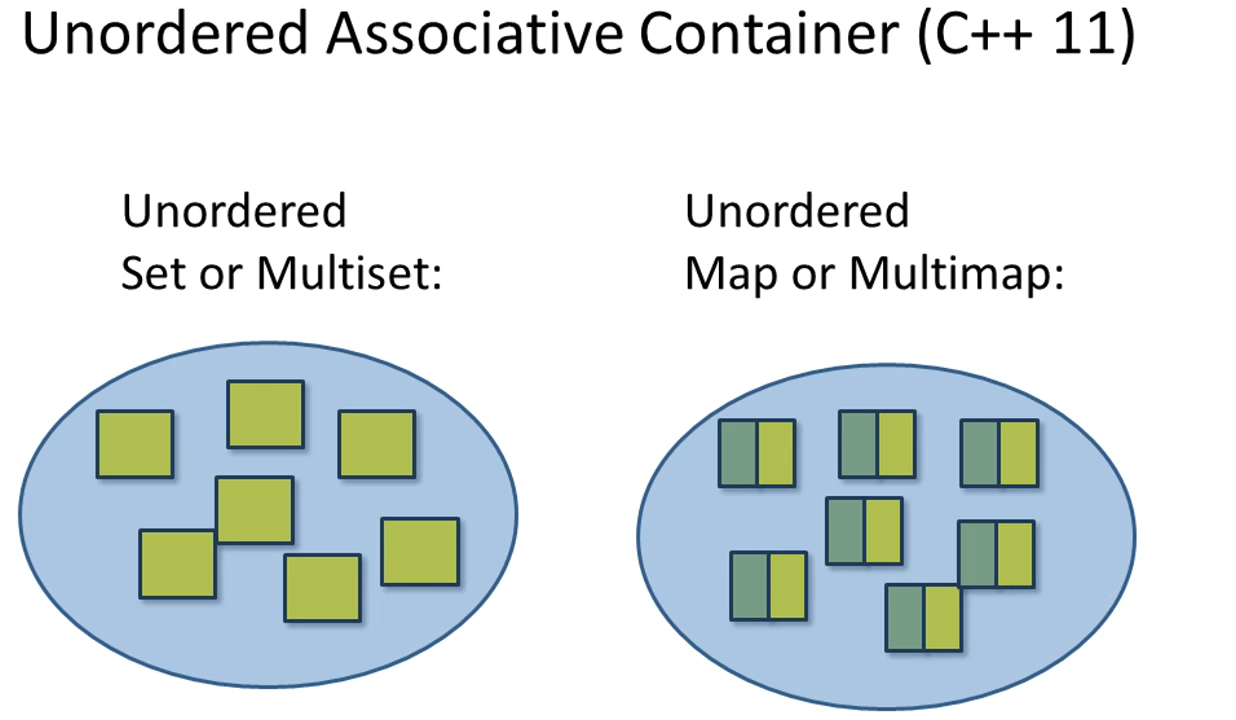 Unordered Associative Container (C++ 11)
Unordered
Set or Multiset:
Unordered
Map or Multimap: